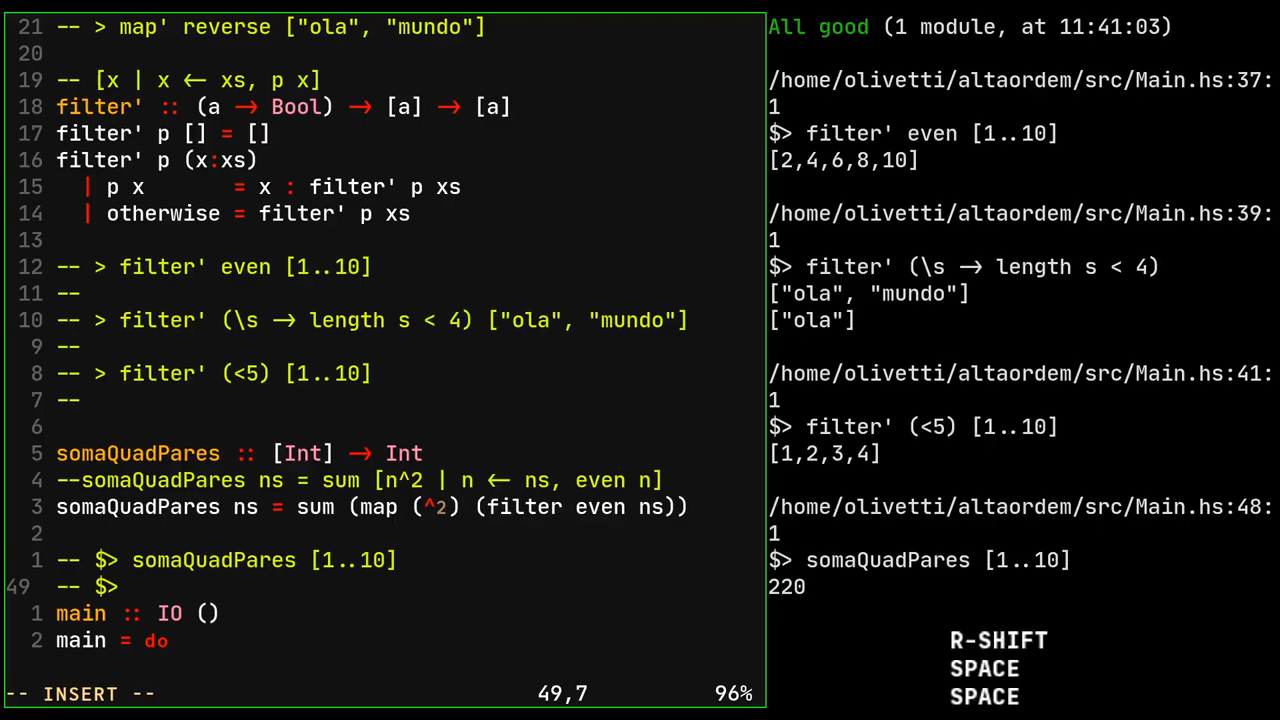 21 -- > map' reverse ["ola", "mundo"]
20
19 -- [x | x <- xs, p x]
18 filter' :: (a -> Bool) -> [a] -> [a]
17 filter' p [] = []
16 filter' p (x:xs)
15   | p x       = x : filter' p xs
14   | otherwise = filter' p xs
13
12 -- > filter' even [1..10]
11 --
10 -- > filter' (\s -> length s < 4) ["ola", "mundo"]
9 --
8 -- > filter' (<5) [1..10]
7 --
6
5 somaQuadPares :: [Int] -> Int
4 --somaQuadPares ns = sum [n^2 | n <- ns, even n]
3 somaQuadPares ns = sum (map (^2) (filter even ns))
2
1 -- $> somaQuadPares [1..10]
49 -- $>
1 main :: IO ()
2 main = do
-- INSERT -- 49,7 96%
All good (1 module, at 11:41:03)
/home/olivetti/altaordem/src/Main.hs:37:
1
$> filter' even [1..10]
[2,4,6,8,10]
/home/olivetti/altaordem/src/Main.hs:39:
1
$> filter' (\s -> length s < 4)
["ola", "mundo"]
["ola"]
/home/olivetti/altaordem/src/Main.hs:41:
1
$> filter' (<5) [1..10]
[1,2,3,4]
/home/olivetti/altaordem/src/Main.hs:48:
1
$> somaQuadPares [1..10]
220
R-SHIFT
SPACE
SPACE